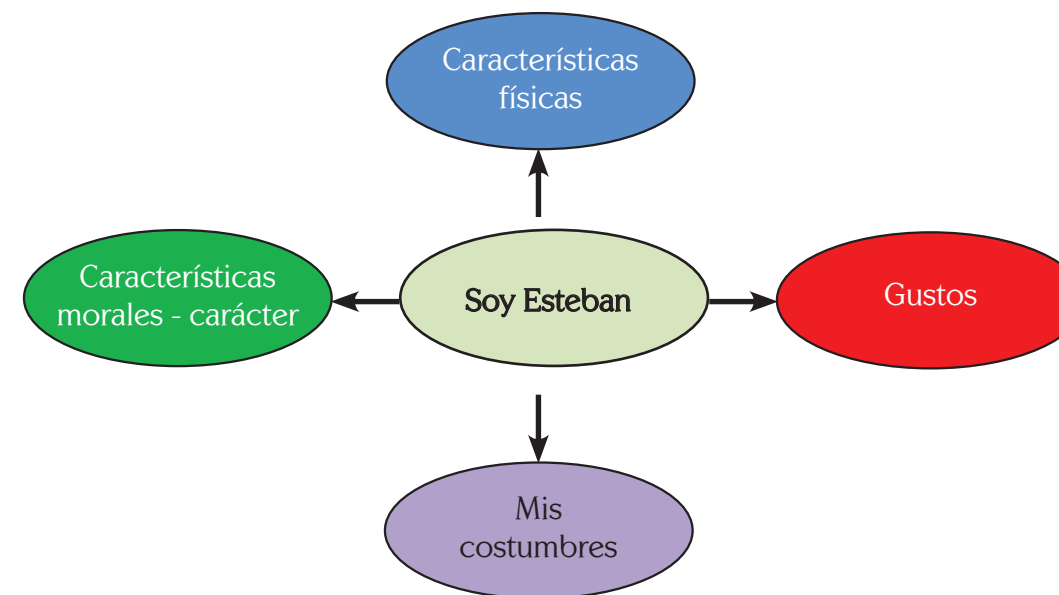 Características
físicas
Características
morales - carácter
Soy Esteban
Gustos
Mis
costumbres